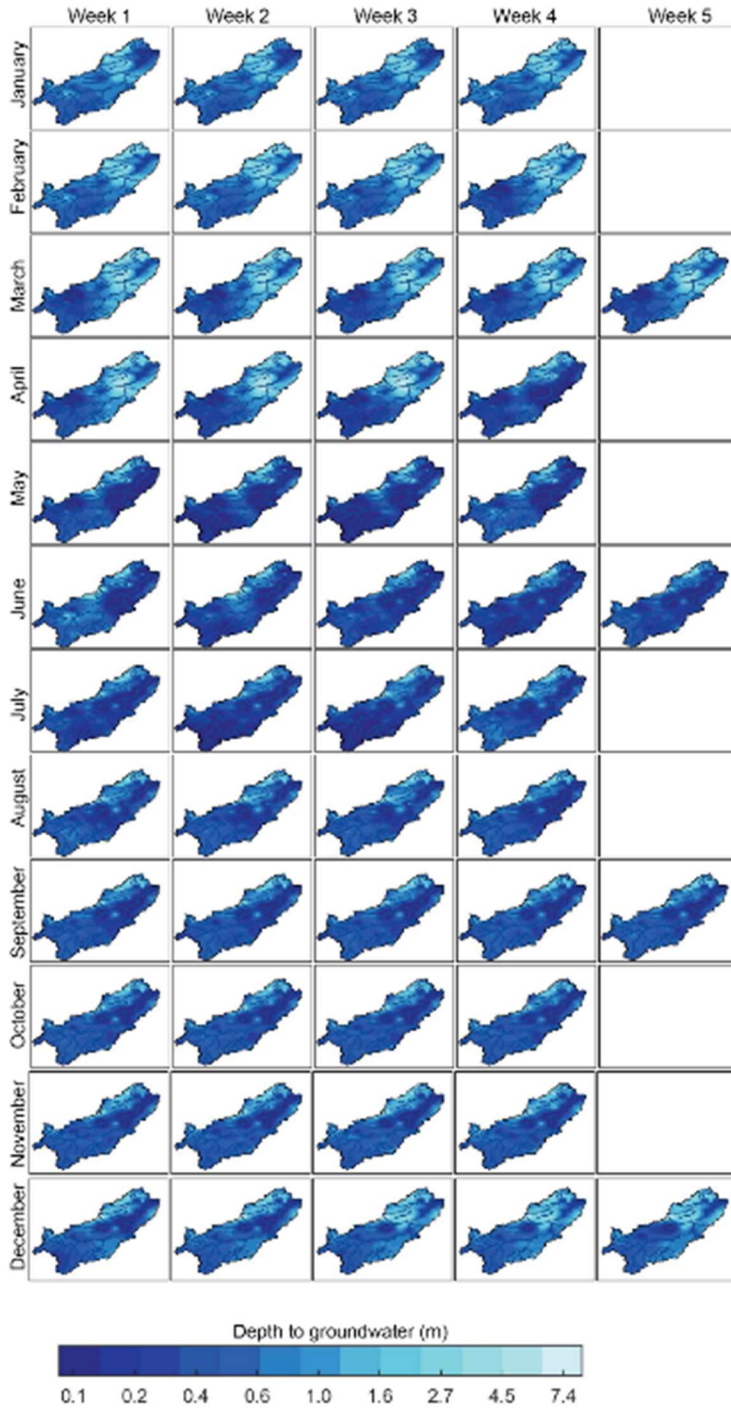 Week 1 Week 2 Week 3 Week 4 Week 5
January
February
March
April
May
June
July
August
September
October
November
December
Depth to groundwater (m)
0.1 0.2 0.4 0.6 1.0 1.6 2.7 4.5 7.4